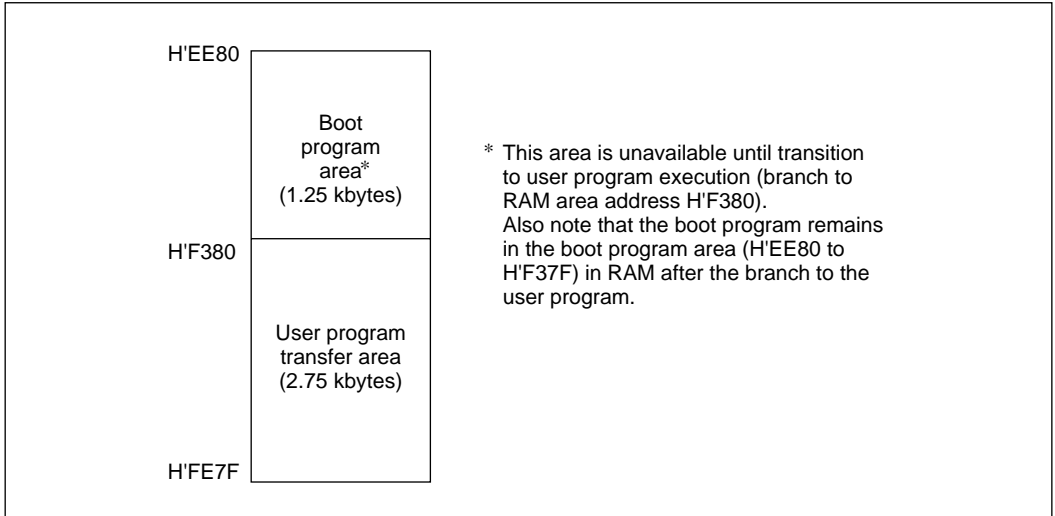 H'EE80
Boot
program
area*
(1.25 kbytes)
* This area is unavailable until transition
to user program execution (branch to
RAM area address H'F380).
Also note that the boot program remains
in the boot program area (H'EE80 to
H'F37F) in RAM after the branch to the
user program.
H'F380
User program
transfer area
(2.75 kbytes)
H'FE7F